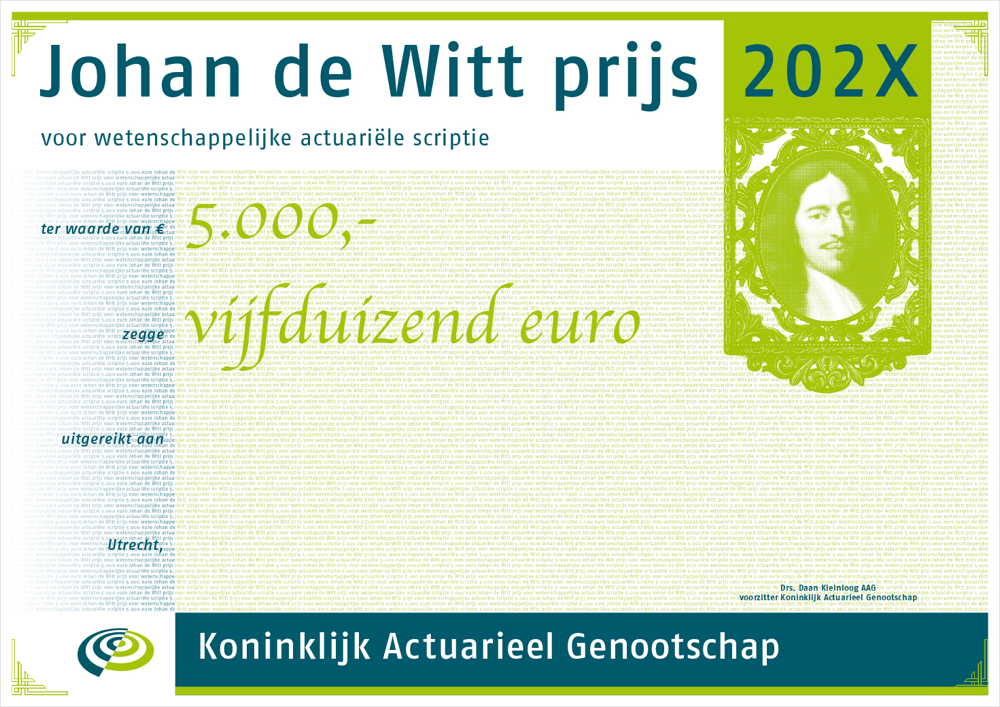 Johan de Witt prijs 202X
voor wetenschappelijke actuariële scriptie
ter waarde van € 5.000,-
zegge vijfduizend euro
uitgereikt aan
Utrecht,
Drs. Daan Kleinloog AAG
voorzitter Koninklijk Actuarieel Genootschap
Koninklijk Actuarieel Genootschap